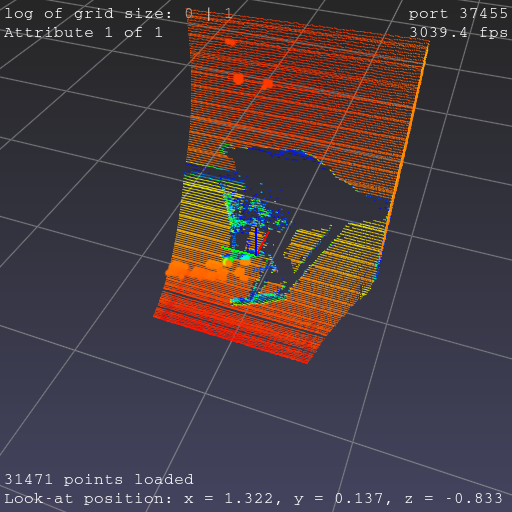 log of grid size: 0 | 1
port 37455
Attribute 1 of 1
3039.4 fps
31471 points loaded
Look-at position: x = 1.322, y = 0.137, z = -0.833